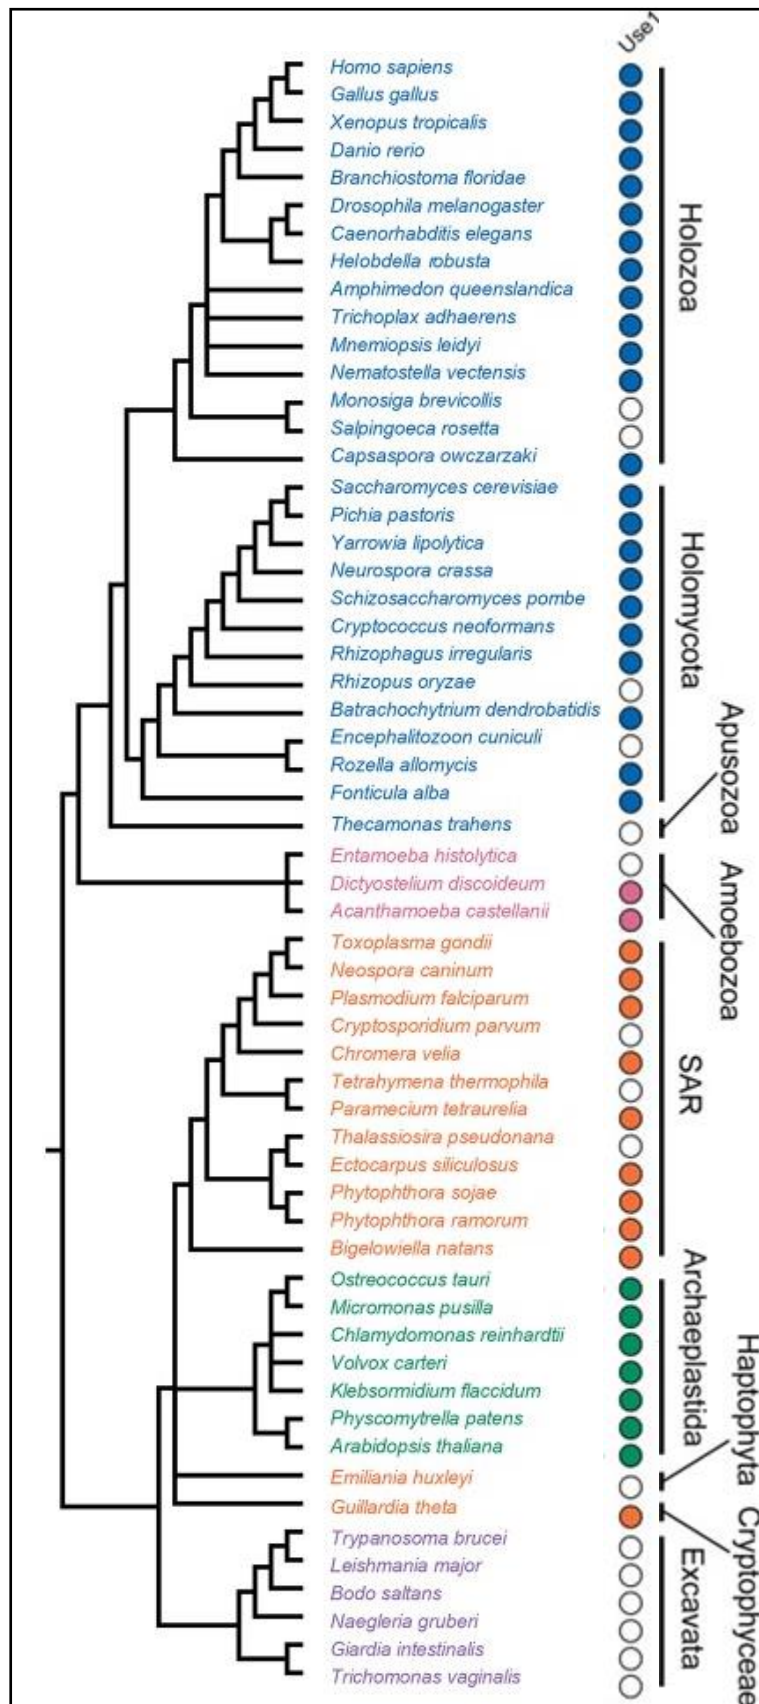 Use1
Homo sapiens
Gallus gallus
Xenopus tropicalis
Danio rerio
Branchiostoma floridae
Drosophila melanogaster
Caenorhabditis elegans
Helobdella robusta
Amphimedon queenslandica
Trichoplax adhaerens
Mnemiopsis leidyi
Nematostella vectensis
Monosiga brevicollis
Salpingoeca rosetta
Capsaspora owczarzaki
Holozoa
Saccharomyces cerevisiae
Pichia pastoris
Yarrowia lipolytica
Neurospora crassa
Schizosaccharomyces pombe
Cryptococcus neoformans
Rhizophagus irregularis
Rhizopus oryzae
Batrachochytrium dendrobatidis
Encephalitozoon cuniculi
Rozella allomycis
Fonticula alba
Holomycota
Thecamonas trahens
Apusozoa
Entamoeba histolytica
Dictyostelium discoideum
Acanthamoeba castellanii
Amoebozoa
Toxoplasma gondii
Neospora caninum
Plasmodium falciparum
Cryptosporidium parvum
Chromera velia
Tetrahymena thermophila
Paramecium tetraurelia
Thalassiosira pseudonana
Ectocarpus siliculosus
Phytophthora sojae
Phytophthora ramorum
Bigelowiella natans
SAR
Ostreococcus tauri
Micromonas pusilla
Chlamydomonas reinhardtii
Volvox carteri
Klebsormidium flaccidum
Physcomytrella patens
Arabidopsis thaliana
Archaeplastida
Emiliania huxleyi
Haptophyta
Guillardia theta
Cryptophyceae
Trypanosoma brucei
Leishmania major
Bodo saltans
Naegleria gruberi
Giardia intestinalis
Trichomonas vaginalis
Excavata